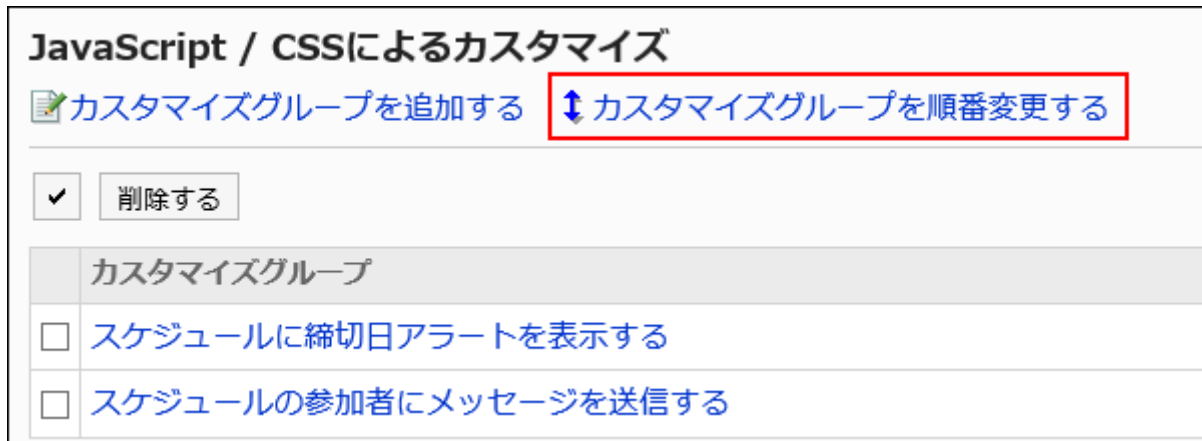 JavaScript / CSSによるカスタマイズ
カスタマイズグループを追加する カスタマイズグループを順番変更する
削除する
カスタマイズグループ
スケジュールに締切日アラートを表示する
スケジュールの参加者にメッセージを送信する